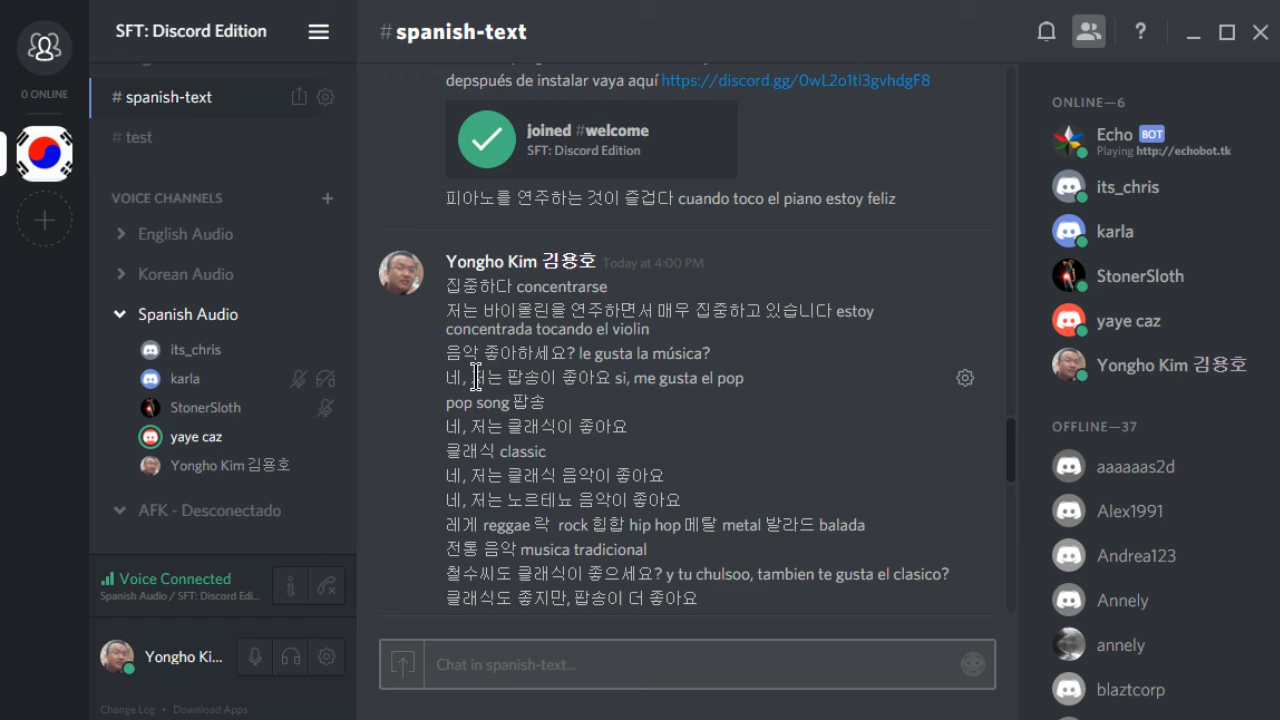 0 ONLINE
SFT: Discord Edition
# spanish-text
# test
VOICE CHANNELS
English Audio
Korean Audio
Spanish Audio
its_chris
karla
StonerSloth
yaye caz
Yongho Kim 김용호
AFK - Desconectado
Voice Connected
Spanish Audio / SFT: Discord Edi...
Yongho Ki...
Change Log • Download Apps
#spanish-text
depspués de instalar vaya aquí https://discord.gg/0wL2o1tI3gvhdgF8
joined #welcome
SFT: Discord Edition
피아노를 연주하는 것이 즐겁다 cuando toco el piano estoy feliz
Yongho Kim 김용호 Today at 4:00 PM
집중하다 concentrarse
저는 바이올린을 연주하면서 매우 집중하고 있습니다 estoy
concentrada tocando el violin
음악 좋아하세요? le gusta la música?
네, 저는 팝송이 좋아요 si, me gusta el pop
pop song 팝송
네, 저는 클래식이 좋아요
클래식 classic
네, 저는 클래식 음악이 좋아요
네, 저는 노르테뇨 음악이 좋아요
레게 reggae 락 rock 힙합 hip hop 메탈 metal 발라드 balada
전통 음악 musica tradicional
철수씨도 클래식이 좋으세요? y tu chulsoo, tambien te gusta el clasico?
클래식도 좋지만, 팝송이 더 좋아요
Chat in spanish-text...
ONLINE—6
Echo BOT
Playing http://echobot.tk
its_chris
karla
StonerSloth
yaye caz
Yongho Kim 김용호
OFFLINE—37
aaaaaas2d
Alex1991
Andrea123
Annely
annely
blaztcorp